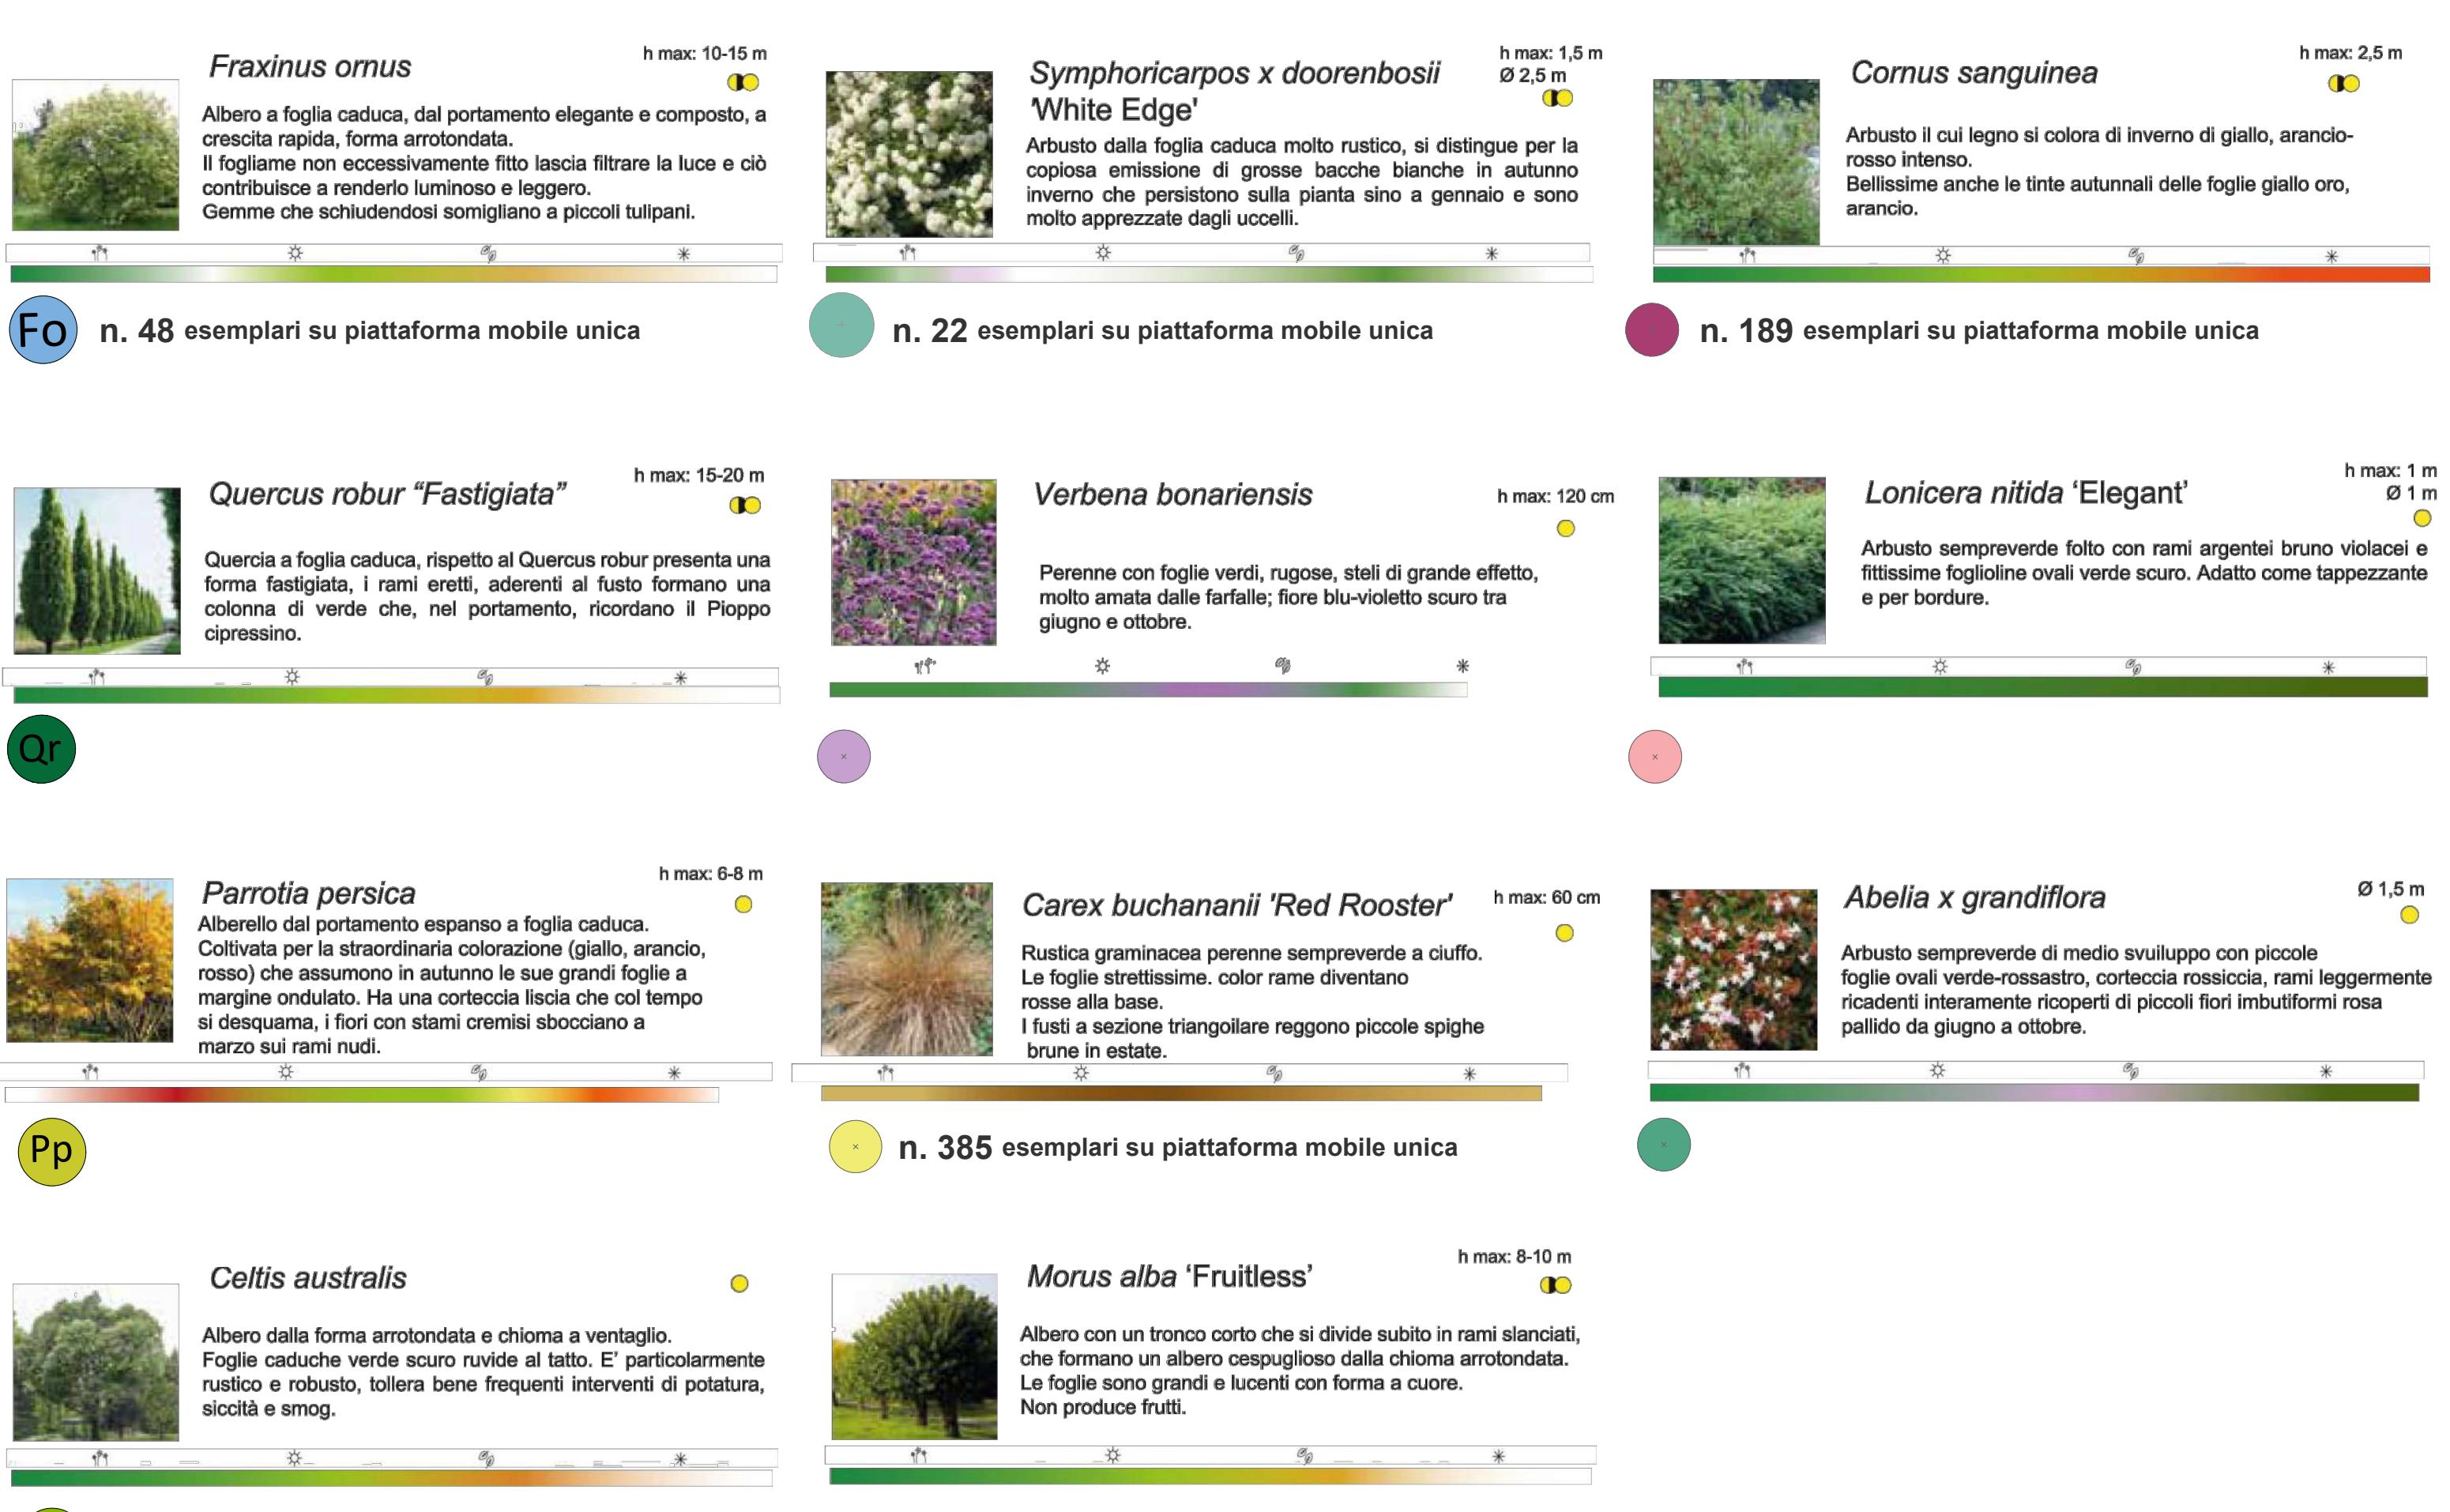 Fraxinus ornus
h max: 10-15 m
Albero a foglia caduca, dal portamento elegante e composto, a
crescita rapida, forma arrotondata.
Il fogliame non eccessivamente fitto lascia filtrare la luce e ciò
contribuisce a renderlo luminoso e leggero.
Gemme che schiudendosi somigliano a piccoli tulipani.
Fo
n. 48 esemplari su piattaforma mobile unica
Symphoricarpos x doorenbosii
'White Edge'
h max: 1,5 m
Ø 2,5 m
Arbusto dalla foglia caduca molto rustico, si distingue per la
copiosa emissione di grosse bacche bianche in autunno
inverno che persistono sulla pianta sino a gennaio e sono
molto apprezzate dagli uccelli.
n. 22 esemplari su piattaforma mobile unica
Cornus sanguinea
h max: 2,5 m
Arbusto il cui legno si colora di inverno di giallo, arancio-
rosso intenso.
Bellissime anche le tinte autunnali delle foglie giallo oro,
arancio.
n. 189 esemplari su piattaforma mobile unica
Quercus robur “Fastigiata”
h max: 15-20 m
Quercia a foglia caduca, rispetto al Quercus robur presenta una
forma fastigiata, i rami eretti, aderenti al fusto formano una
colonna di verde che, nel portamento, ricordano il Pioppo
cipressino.
Qr
Verbena bonariensis
h max: 120 cm
Perenne con foglie verdi, rugose, steli di grande effetto,
molto amata dalle farfalle; fiore blu-violetto scuro tra
giugno e ottobre.
Lonicera nitida ‘Elegant’
h max: 1 m
Ø 1 m
Arbusto sempreverde folto con rami argentei bruno violacei e
fittissime foglioline ovali verde scuro. Adatto come tappezzante
e per bordure.
Parrotia persica
h max: 6-8 m
Alberello dal portamento espanso a foglia caduca.
Coltivata per la straordinaria colorazione (giallo, arancio,
rosso) che assumono in autunno le sue grandi foglie a
margine ondulato. Ha una corteccia liscia che col tempo
si desquama, i fiori con stami cremisi sbocciano a
marzo sui rami nudi.
Pp
Carex buchananii 'Red Rooster'
h max: 60 cm
Rustica graminacea perenne sempreverde a ciuffo.
Le foglie strettissime. color rame diventano
rosse alla base.
I fusti a sezione triangoilare reggono piccole spighe
brune in estate.
n. 385 esemplari su piattaforma mobile unica
Abelia x grandiflora
Ø 1,5 m
Arbusto sempreverde di medio svuiluppo con piccole
foglie ovali verde-rossastro, corteccia rossiccia, rami leggermente
ricadenti interamente ricoperti di piccoli fiori imbutiformi rosa
pallido da giugno a ottobre.
Celtis australis
Albero dalla forma arrotondata e chioma a ventaglio.
Foglie caduche verde scuro ruvide al tatto. E’ particolarmente
rustico e robusto, tollera bene frequenti interventi di potatura,
siccità e smog.
Morus alba ‘Fruitless’
h max: 8-10 m
Albero con un tronco corto che si divide subito in rami slanciati,
che formano un albero cespuglioso dalla chioma arrotondata.
Le foglie sono grandi e lucenti con forma a cuore.
Non produce frutti.